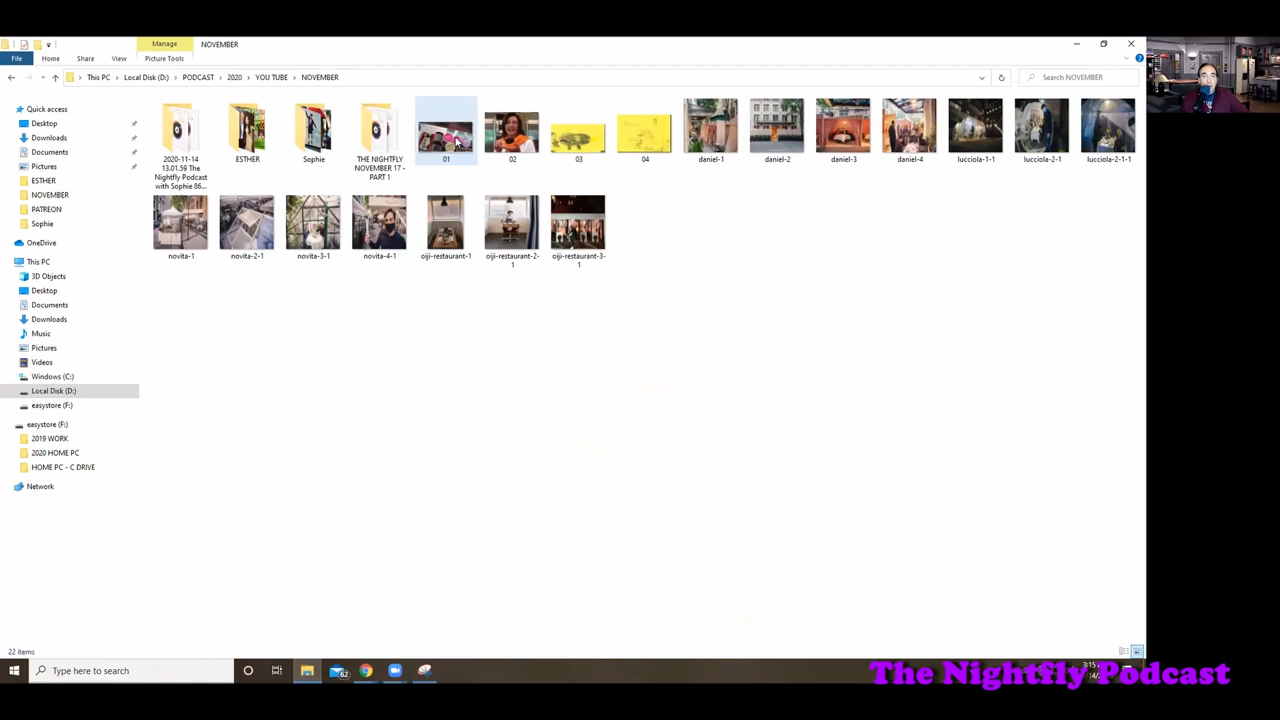 Manage
NOVEMBER
File
Home
Share
View
Picture Tools
This PC > Local Disk (D:) > PODCAST > 2020 > YOU TUBE > NOVEMBER
Search NOVEMBER
Quick access
Desktop
Downloads
Documents
Pictures
ESTHER
NOVEMBER
PATREON
Sophie
OneDrive
This PC
3D Objects
Desktop
Documents
Downloads
Music
Pictures
Videos
Windows (C:)
Local Disk (D:)
easystore (F:)
easystore (F:)
2019 WORK
2020 HOME PC
HOME PC - C DRIVE
Network
2020-11-14
13.01.59 The
Nightfly Podcast
with Sophie 86...
ESTHER
Sophie
THE NIGHTFLY
NOVEMBER 17 -
PART 1
01
02
03
04
daniel-1
daniel-2
daniel-3
daniel-4
lucciola-1-1
lucciola-2-1
lucciola-2-1-1
novita-1
novita-2-1
novita-3-1
novita-4-1
oiji-restaurant-1
oiji-restaurant-2-
1
oiji-restaurant-3-
1
22 items
Type here to search
62
The Nightfly Podcast